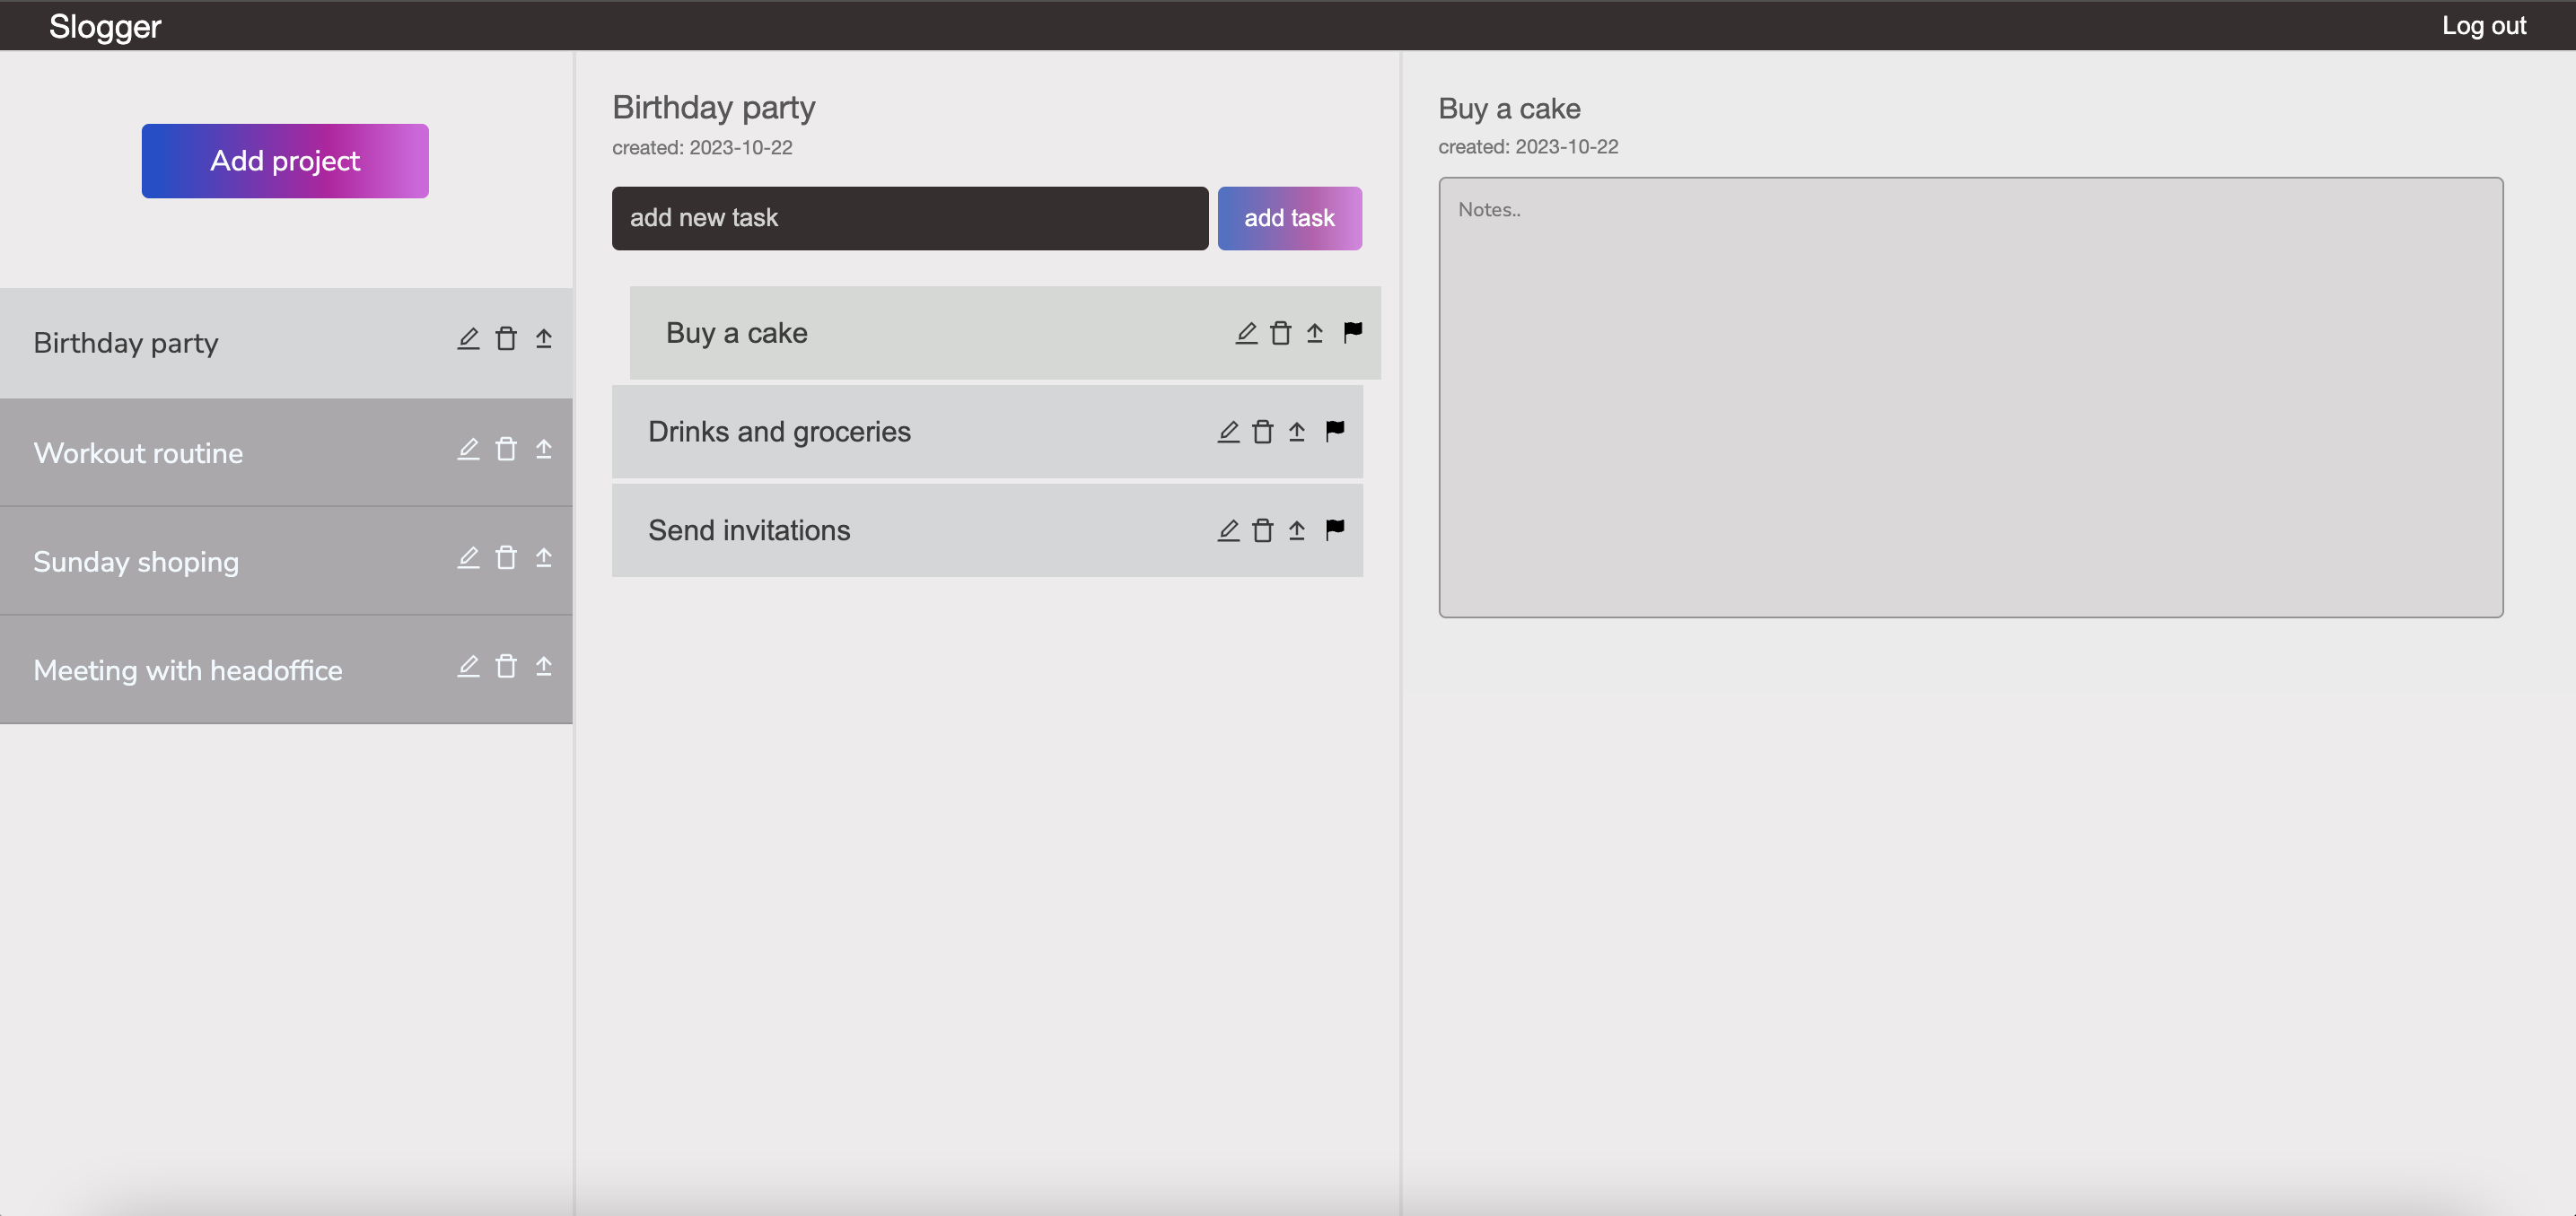 Slogger
Log out
Add project
Birthday party
Workout routine
Sunday shoping
Meeting with headoffice
Birthday party
created: 2023-10-22
add new task
add task
Buy a cake
Drinks and groceries
Send invitations
Buy a cake
created: 2023-10-22
Notes..